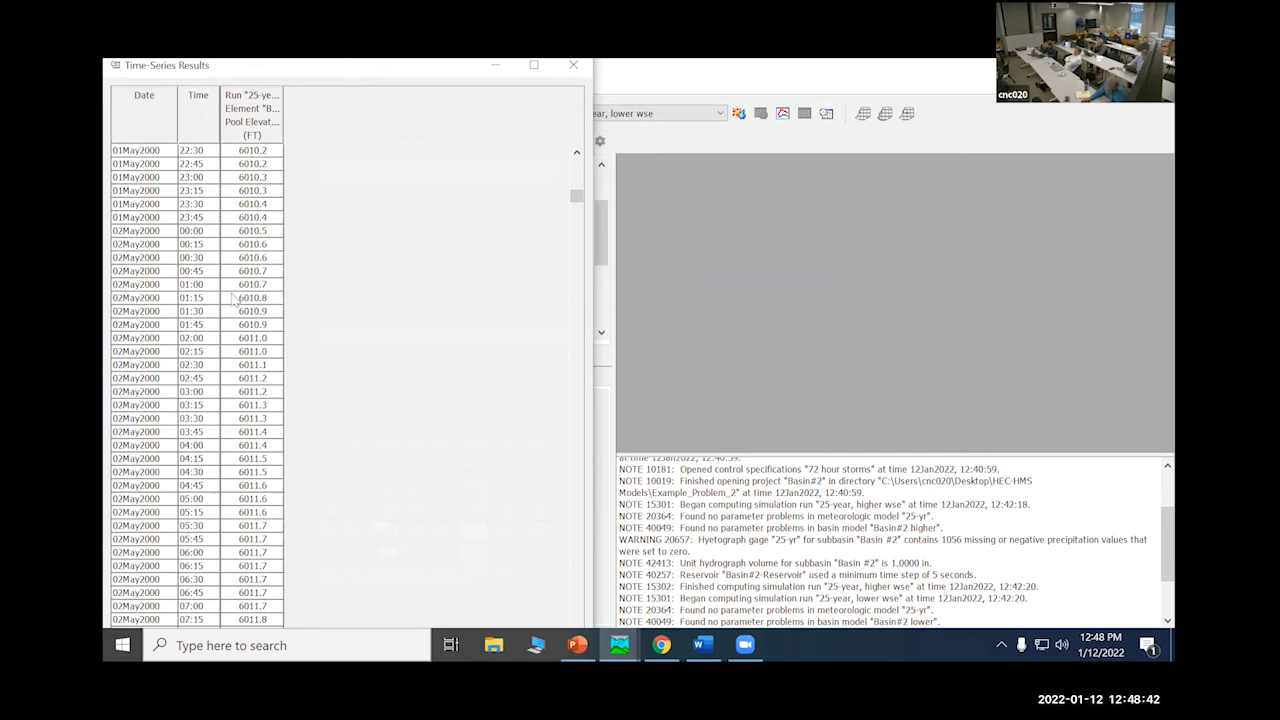 cnc020
Time-Series Results
Date Time Run "25-ye...
Element "B...
Pool Elevat...
(FT)
01May2000 22:30 6010.2
01May2000 22:45 6010.2
01May2000 23:00 6010.3
01May2000 23:15 6010.3
01May2000 23:30 6010.4
01May2000 23:45 6010.4
02May2000 00:00 6010.5
02May2000 00:15 6010.6
02May2000 00:30 6010.6
02May2000 00:45 6010.7
02May2000 01:00 6010.7
02May2000 01:15 6010.8
02May2000 01:30 6010.9
02May2000 01:45 6010.9
02May2000 02:00 6011.0
02May2000 02:15 6011.0
02May2000 02:30 6011.1
02May2000 02:45 6011.2
02May2000 03:00 6011.2
02May2000 03:15 6011.3
02May2000 03:30 6011.3
02May2000 03:45 6011.4
02May2000 04:00 6011.4
02May2000 04:15 6011.5
02May2000 04:30 6011.5
02May2000 04:45 6011.6
02May2000 05:00 6011.6
02May2000 05:15 6011.6
02May2000 05:30 6011.7
02May2000 05:45 6011.7
02May2000 06:00 6011.7
02May2000 06:15 6011.7
02May2000 06:30 6011.7
02May2000 06:45 6011.7
02May2000 07:00 6011.7
02May2000 07:15 6011.8
ear, lower wse
at time 12Jan2022, 12:40:59.
NOTE 10181: Opened control specifications "72 hour storms" at time 12Jan2022, 12:40:59.
NOTE 10019: Finished opening project "Basin#2" in directory "C:\Users\cnc020\Desktop\HEC-HMS
Models\Example_Problem_2" at time 12Jan2022, 12:40:59.
NOTE 15301: Began computing simulation run "25-year, higher wse" at time 12Jan2022, 12:42:18.
NOTE 20364: Found no parameter problems in meteorologic model "25-yr".
NOTE 40049: Found no parameter problems in basin model "Basin#2 higher".
WARNING 20657: Hyetograph gage "25-yr" for subbasin "Basin #2" contains 1056 missing or negative precipitation values that
were set to zero.
NOTE 42413: Unit hydrograph volume for subbasin "Basin #2" is 1.0000 in.
NOTE 40257: Reservoir "Basin#2-Reservoir" used a minimum time step of 5 seconds.
NOTE 15302: Finished computing simulation run "25-year, higher wse" at time 12Jan2022, 12:42:20.
NOTE 15301: Began computing simulation run "25-year, lower wse" at time 12Jan2022, 12:42:20.
NOTE 20364: Found no parameter problems in meteorologic model "25-yr".
NOTE 40049: Found no parameter problems in basin model "Basin#2 lower".
Type here to search
12:48 PM
1/12/2022
1
2022-01-12 12:48:42